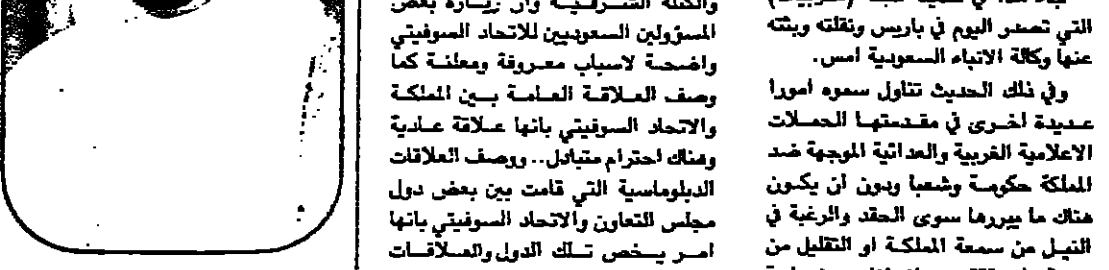 التي تصدر اليوم في باريس ونقلته وبثته
عنها وكالة الانباء السعودية امس.
وفي ذلك الحديث تناول سموه امورا
عديدة اخرى في مقدمتها الحملات
الاعلامية الغربية والعدائية الموجهة ضد
المملكة حكومة وشعبا ودون ان يكون
هناك ما يبررها سوى الحقد والرغبة في
النيل من سمعة المملكة او التقليل من
والكتلة الشرقية وان زيارة بعض
المسؤولين السعوديين للاتحاد السوفيتي
واضحة لاسباب معروفة ومعلنة كما
وصف العلاقة العامة بين المملكة
والاتحاد السوفيتي بانها علاقة عادية
وهناك احترام متبادل.. ووصف العلاقات
الدبلوماسية التي قامت بين بعض دول
مجلس التعاون والاتحاد السوفيتي بانها
امر يخص تلك الدول والعلاقات